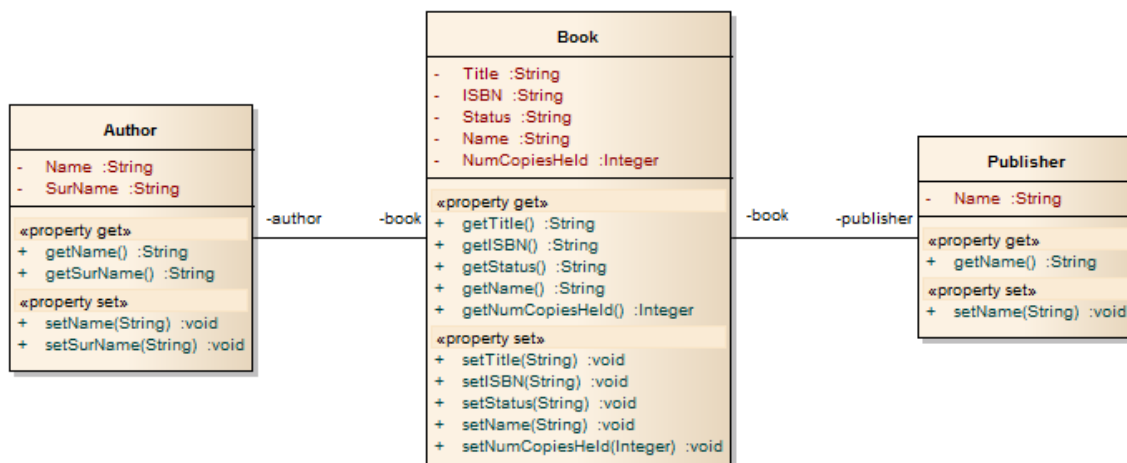 Author
- Name :String
- SurName :String
«property get»
+ getName() :String
+ getSurName() :String
«property set»
+ setName(String) :void
+ setSurName(String) :void
-author
-book
Book
- Title :String
- ISBN :String
- Status :String
- Name :String
- NumCopiesHeld :Integer
«property get»
+ getTitle() :String
+ getISBN() :String
+ getStatus() :String
+ getName() :String
+ getNumCopiesHeld() :Integer
«property set»
+ setTitle(String) :void
+ setISBN(String) :void
+ setStatus(String) :void
+ setName(String) :void
+ setNumCopiesHeld(Integer) :void
-book
-publisher
Publisher
- Name :String
«property get»
+ getName() :String
«property set»
+ setName(String) :void